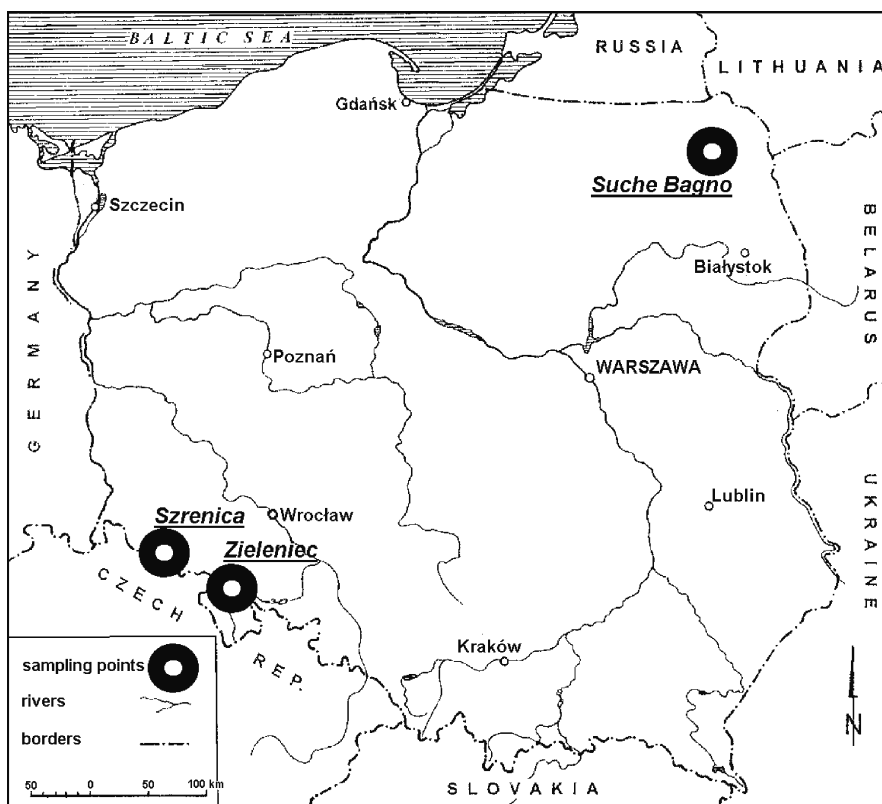 BALTIC SEA
RUSSIA
LITHUANIA
Gdańsk
Suche Bagno
Szczecin
BELARUS
Białystok
GERMANY
Poznań
WARSZAWA
Lublin
UKRAINE
Szrenica
Wrocław
Zieleniec
CZECH
REP.
Kraków
SLOVAKIA
N
sampling points
rivers
borders
50 0 50 100 km